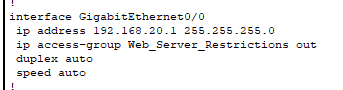 !
interface GigabitEthernet0/0
ip address 192.168.20.1 255.255.255.0
ip access-group Web_Server_Restrictions out
duplex auto
speed auto
!